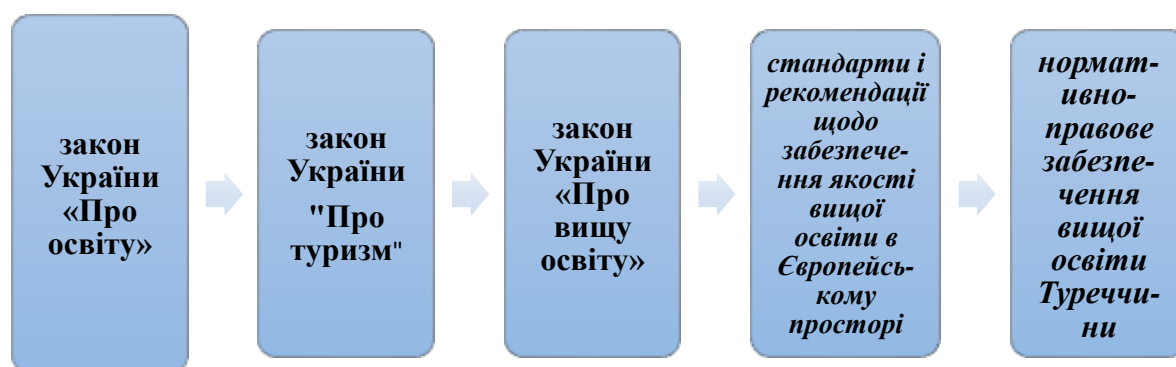 закон
України
«Про
освіту»
закон
України
"Про
туризм"
закон
України
«Про
вищу
освіту»
стандарти і
рекомендації
щодо
забезпече-
ння якості
вищої
освіти в
Європейсь-
кому
просторі
нормат-
ивно-
правове
забезпе-
чення
вищої
освіти
Туреччи-
ни